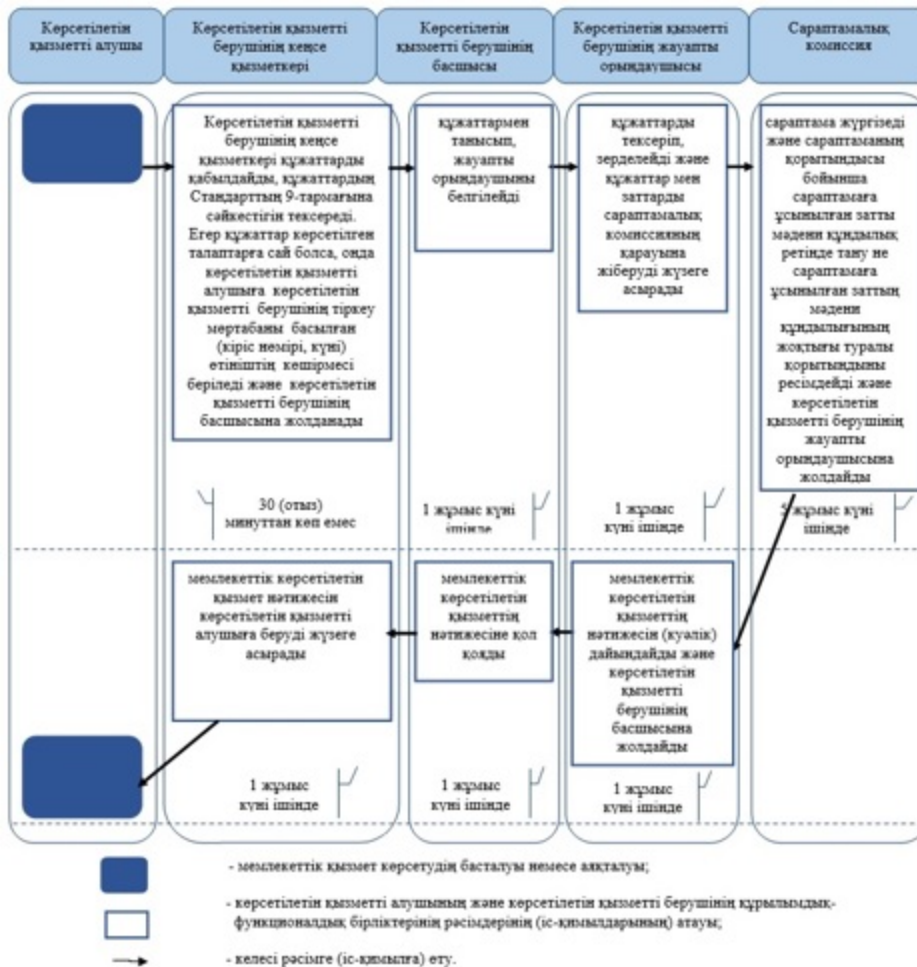 Көрсетілетін
қызметті алушы
Көрсетілетін қызметті
берушінің кеңсе
қызметкері
Көрсетілетін
қызметті берушінің
басшысы
Көрсетілетін қызметті
берушінің жауапты
орындаушысы
Сараптамалық
комиссия
Көрсетілетін қызметті
берушінің кеңсе
қызметкері құжаттарды
қабылдайды, құжаттардың
Стандарттың 9-тармағына
сәйкестігін тексереді.
Егер құжаттар көрсетілген
талаптарға сай болса, онда
көрсетілетін қызметті
алушыға көрсетілетін
қызметті берушінің тіркеу
мөртабаны басылған
(кіріс нөмірі, күні)
өтініштің көшірмесі
беріледі және көрсетілетін
қызметті берушінің
басшысына жолданады
құжаттармен
танысып,
жауапты
орындаушыны
белгілейді
құжаттарды
тексеріп,
зерделейді және
құжаттар мен
заттарды
сараптамалық
комиссияның
қарауына
жіберуді жүзеге
асырады
сараптама жүргізеді
және сараптаманың
қорытындысы
бойынша
сараптамаға
ұсынылған затты
мәдени құндылық
ретінде тану не
сараптамаға
ұсынылған заттың
мәдени
құндылығының
жоқтығы туралы
қорытындыны
ресімдейді және
көрсетілетін
қызметті берушінің
жауапты
орындаушысына
жолдайды
30 (отыз)
минуттан көп емес
1 жұмыс күні
ішінде
1 жұмыс
күні ішінде
жұмыс күні
ішінде
мемлекеттік көрсетілетін
қызмет нәтижесін
көрсетілетін қызметті
алушыға беруді жүзеге
асырады
мемлекеттік
көрсетілетін
қызметтің
нәтижесіне қол
қояды
мемлекеттік
көрсетілетін
қызметтің
нәтижесін (куәлік)
дайындайды және
көрсетілетін
қызметті
берушінің
басшысына
жолдайды
1 жұмыс
күні ішінде
1 жұмыс
күні ішінде
1 жұмыс
күні ішінде
- мемлекеттік қызмет көрсетудің басталуы немесе аяқталуы;
- көрсетілетін қызметті алушының және көрсетілетін қызметті берушінің құрылымдық-
функционалдық бірліктерінің рәсімдерінің (іс-қимылдарының) атауы;
- келесі рәсімге (іс-қимылға) өту.